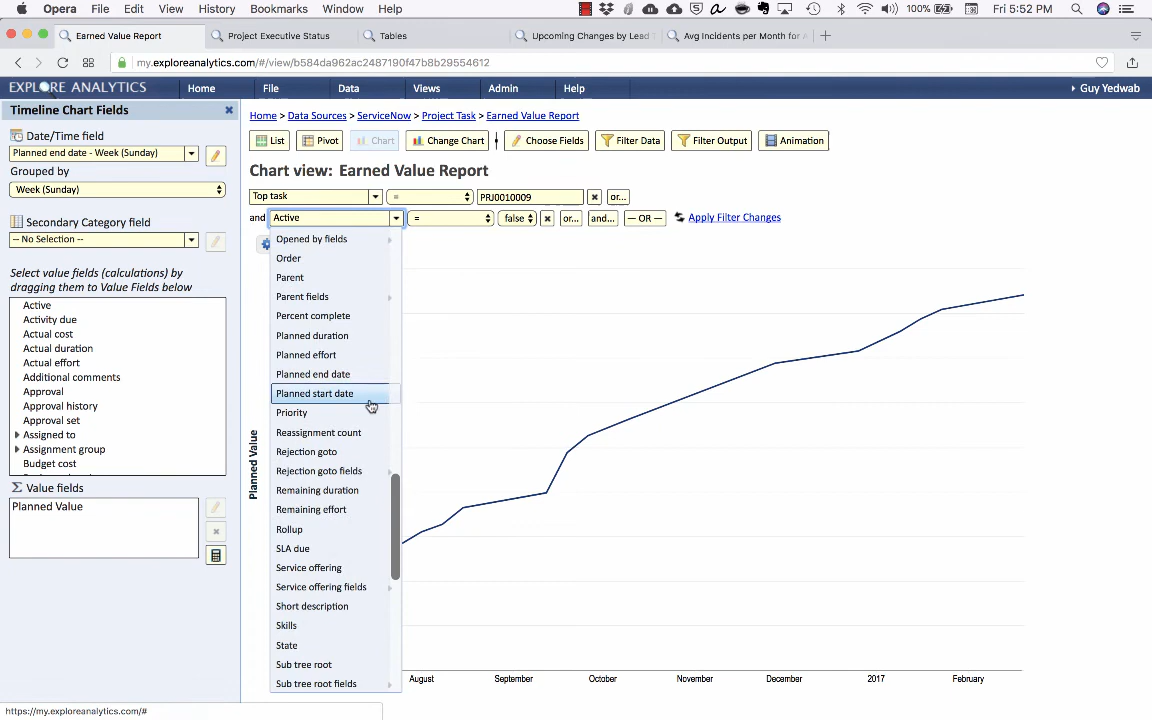 Opera File Edit View History Bookmarks Window Help 100% Fri 5:52 PM
Earned Value Report Project Executive Status Tables Upcoming Changes by Lead Avg Incidents per Month for
my.exploreanalytics.com/#/view/b584da962ac2487190f47b8b29554612
EXPLORE ANALYTICS Home File Data Views Admin Help Guy Yedwab
Timeline Chart Fields
Date/Time field
Planned end date - Week (Sunday)
Grouped by
Week (Sunday)
Secondary Category field
-- No Selection --
Select value fields (calculations) by
dragging them to Value Fields below
Active
Activity due
Actual cost
Actual duration
Actual effort
Additional comments
Approval
Approval history
Approval set
Assigned to
Assignment group
Budget cost
Value fields
Planned Value
Home > Data Sources > ServiceNow > Project Task > Earned Value Report
List Pivot Chart Change Chart Choose Fields Filter Data Filter Output Animation
Chart view: Earned Value Report
Top task = PRJ0010009 or...
and Active = false or... and... — OR — Apply Filter Changes
Opened by fields
Order
Parent
Parent fields
Percent complete
Planned duration
Planned effort
Planned end date
Planned start date
Priority
Reassignment count
Rejection goto
Rejection goto fields
Remaining duration
Remaining effort
Rollup
SLA due
Service offering
Service offering fields
Short description
Skills
State
Sub tree root
Sub tree root fields
Planned Value
August September October November December 2017 February
https://my.exploreanalytics.com/#